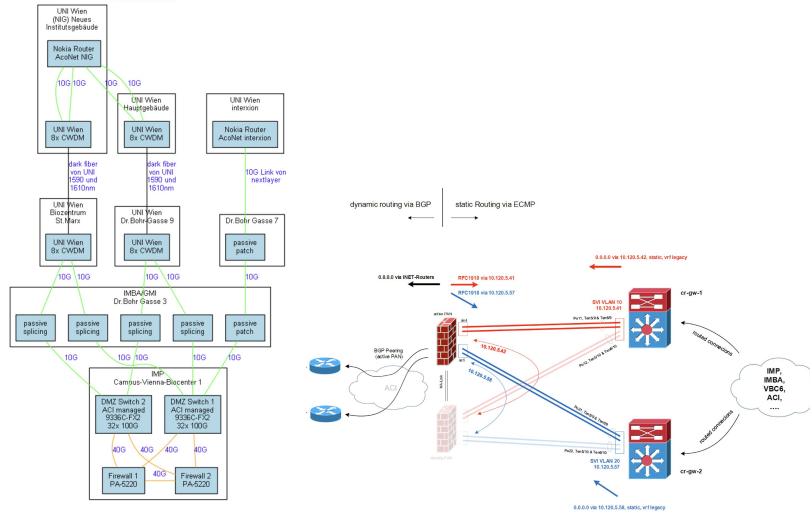 UNI Wien
(NIG) Neues
Institutsgebäude
Nokia Router
AcoNet NIG
10G 10G
10G
10G
UNI Wien
8x CWDM
UNI Wien
Hauptgebäude
UNI Wien
8x CWDM
UNI Wien
interxion
Nokia Router
AcoNet interxion
dark fiber
von UNI
1590 und
1610nm
dark fiber
von UNI
1590 und
1610nm
10G Link von
nextlayer
UNI Wien
Biozentrum
St.Marx
UNI Wien
8x CWDM
UNI Wien
Dr.Bohr-Gasse 9
UNI Wien
8x CWDM
Dr.Bohr Gasse 7
passive
patch
10G
10G
10G
10G
10G
IMBA/GMI
Dr.Bohr Gasse 3
passive
splicing
passive
splicing
passive
splicing
passive
splicing
passive
patch
10G
10G
10G
10G
10G
IMP
Campus-Vienna-Biocenter 1
DMZ Switch 2
ACI managed
9336C-FX2
32x 100G
DMZ Switch 1
ACI managed
9336C-FX2
32x 100G
40G
40G
40G
40G
40G
Firewall 1
PA-5220
Firewall 2
PA-5220
dynamic routing via BGP
static Routing via ECMP
0.0.0.0 via INET-Routers
RFC1918 via 10.120.5.41
RFC1918 via 10.120.5.57
0.0.0.0 via 10.120.5.42, static, vrf legacy
cr-gw-1
SVI VLAN 10
10.120.5.41
active PAN
BGP Peering
(active PAN)
ACI
10.120.5.42
10.120.5.58
routed connecions
IMP,
IMBA,
VBC6,
ACI,
....
routed connecions
SVI VLAN 20
10.120.5.57
cr-gw-2
0.0.0.0 via 10.120.5.58, static, vrf legacy